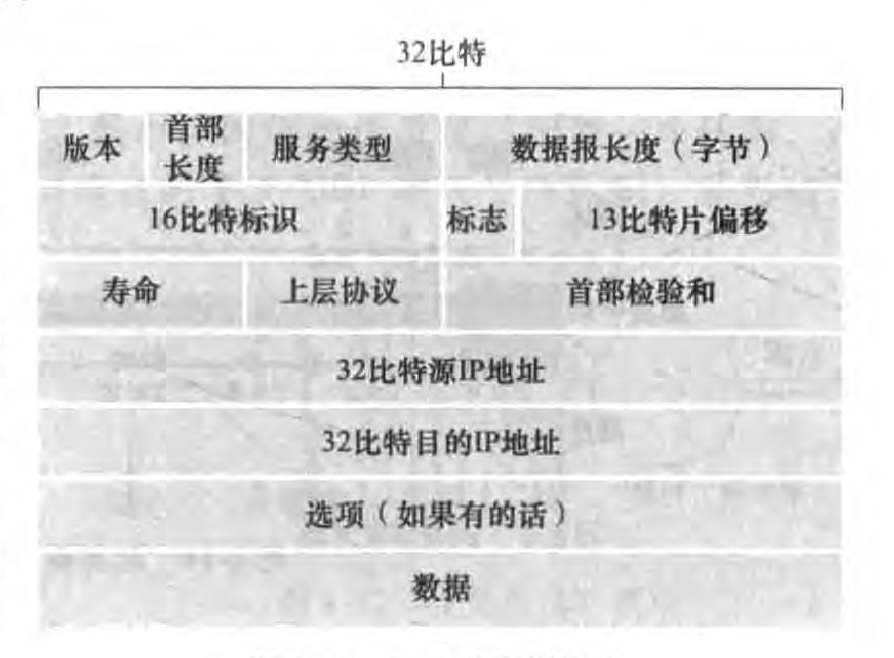 32比特
版本 首部长度 服务类型 数据报长度（字节）
16比特标识 标志 13比特片偏移
寿命 上层协议 首部检验和
32比特源IP地址
32比特目的IP地址
选项（如果有的话）
数据